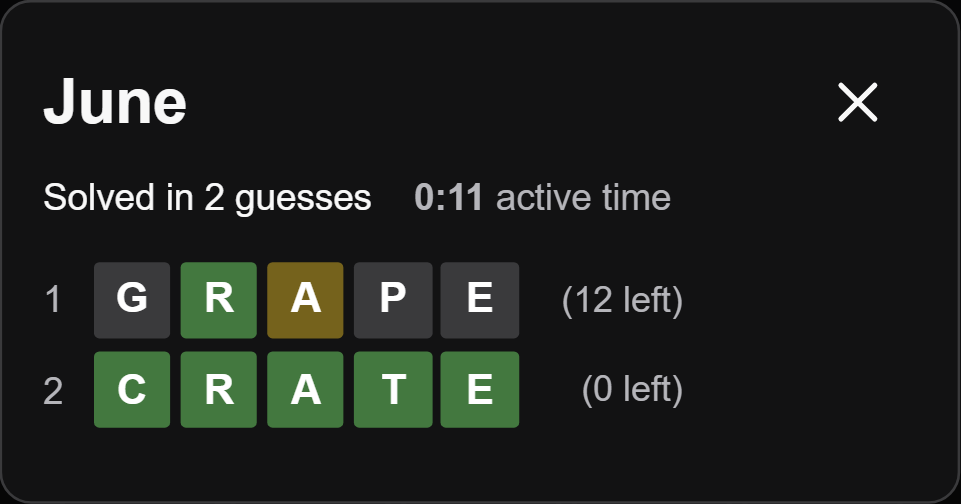 June
Solved in 2 guesses 0:11 active time
1 G R A P E (12 left)
2 C R A T E (0 left)